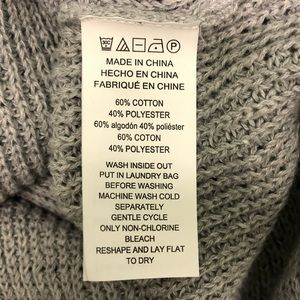 MADE IN CHINA
HECHO EN CHINA
FABRIQUÉ EN CHINE
60% COTTON
40% POLYESTER
60% algodón 40% poliéster
60% COTON
40% POLYESTER
WASH INSIDE OUT
PUT IN LAUNDRY BAG
BEFORE WASHING
MACHINE WASH COLD
SEPARATELY
GENTLE CYCLE
ONLY NON-CHLORINE
BLEACH
RESHAPE AND LAY FLAT
TO DRY